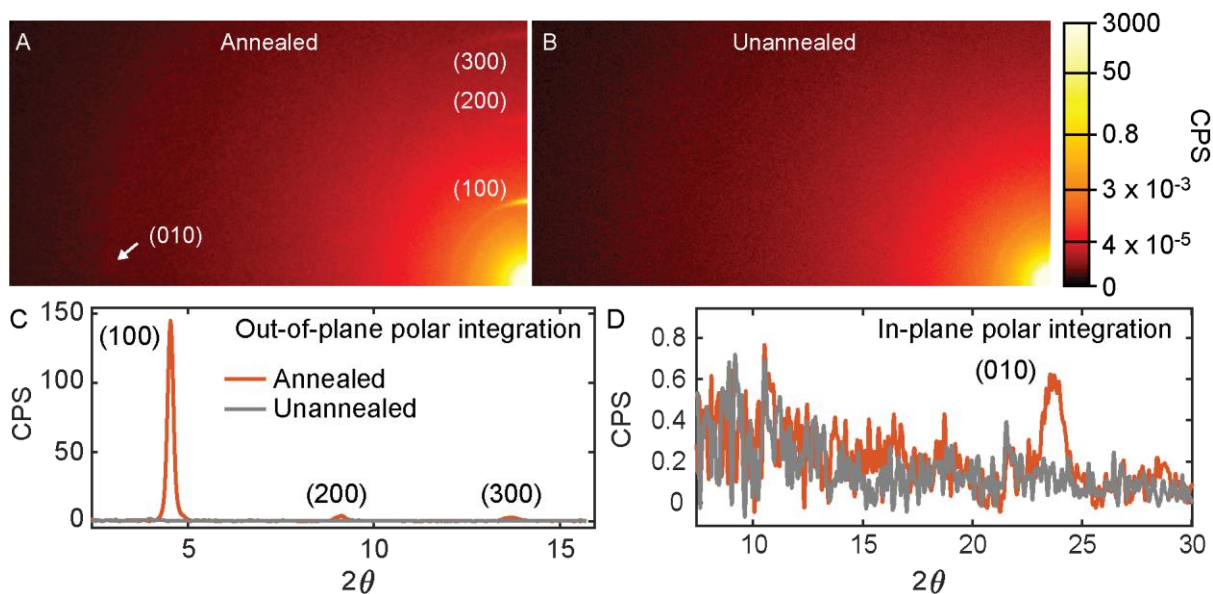 A Annealed
(300)
(200)
(100)
(010)
B Unannealed
3000
50
0.8
3 x 10⁻³
4 x 10⁻⁵
0
CPS
C Out-of-plane polar integration
(100)
Annealed
Unannealed
(200) (300)
150
100
50
0
CPS
5 10 15
2θ
D In-plane polar integration
(010)
0.8
0.6
0.4
0.2
0
CPS
10 15 20 25 30
2θ